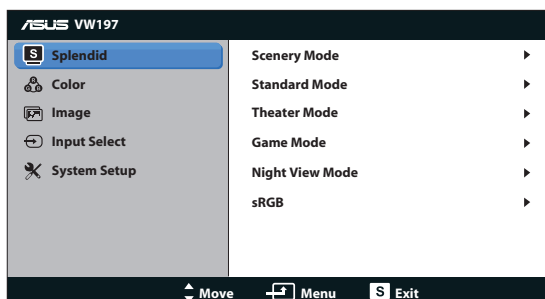 ASUS VW197
S Splendid
Color
Image
Input Select
System Setup
Scenery Mode
Standard Mode
Theater Mode
Game Mode
Night View Mode
sRGB
Move Menu S Exit